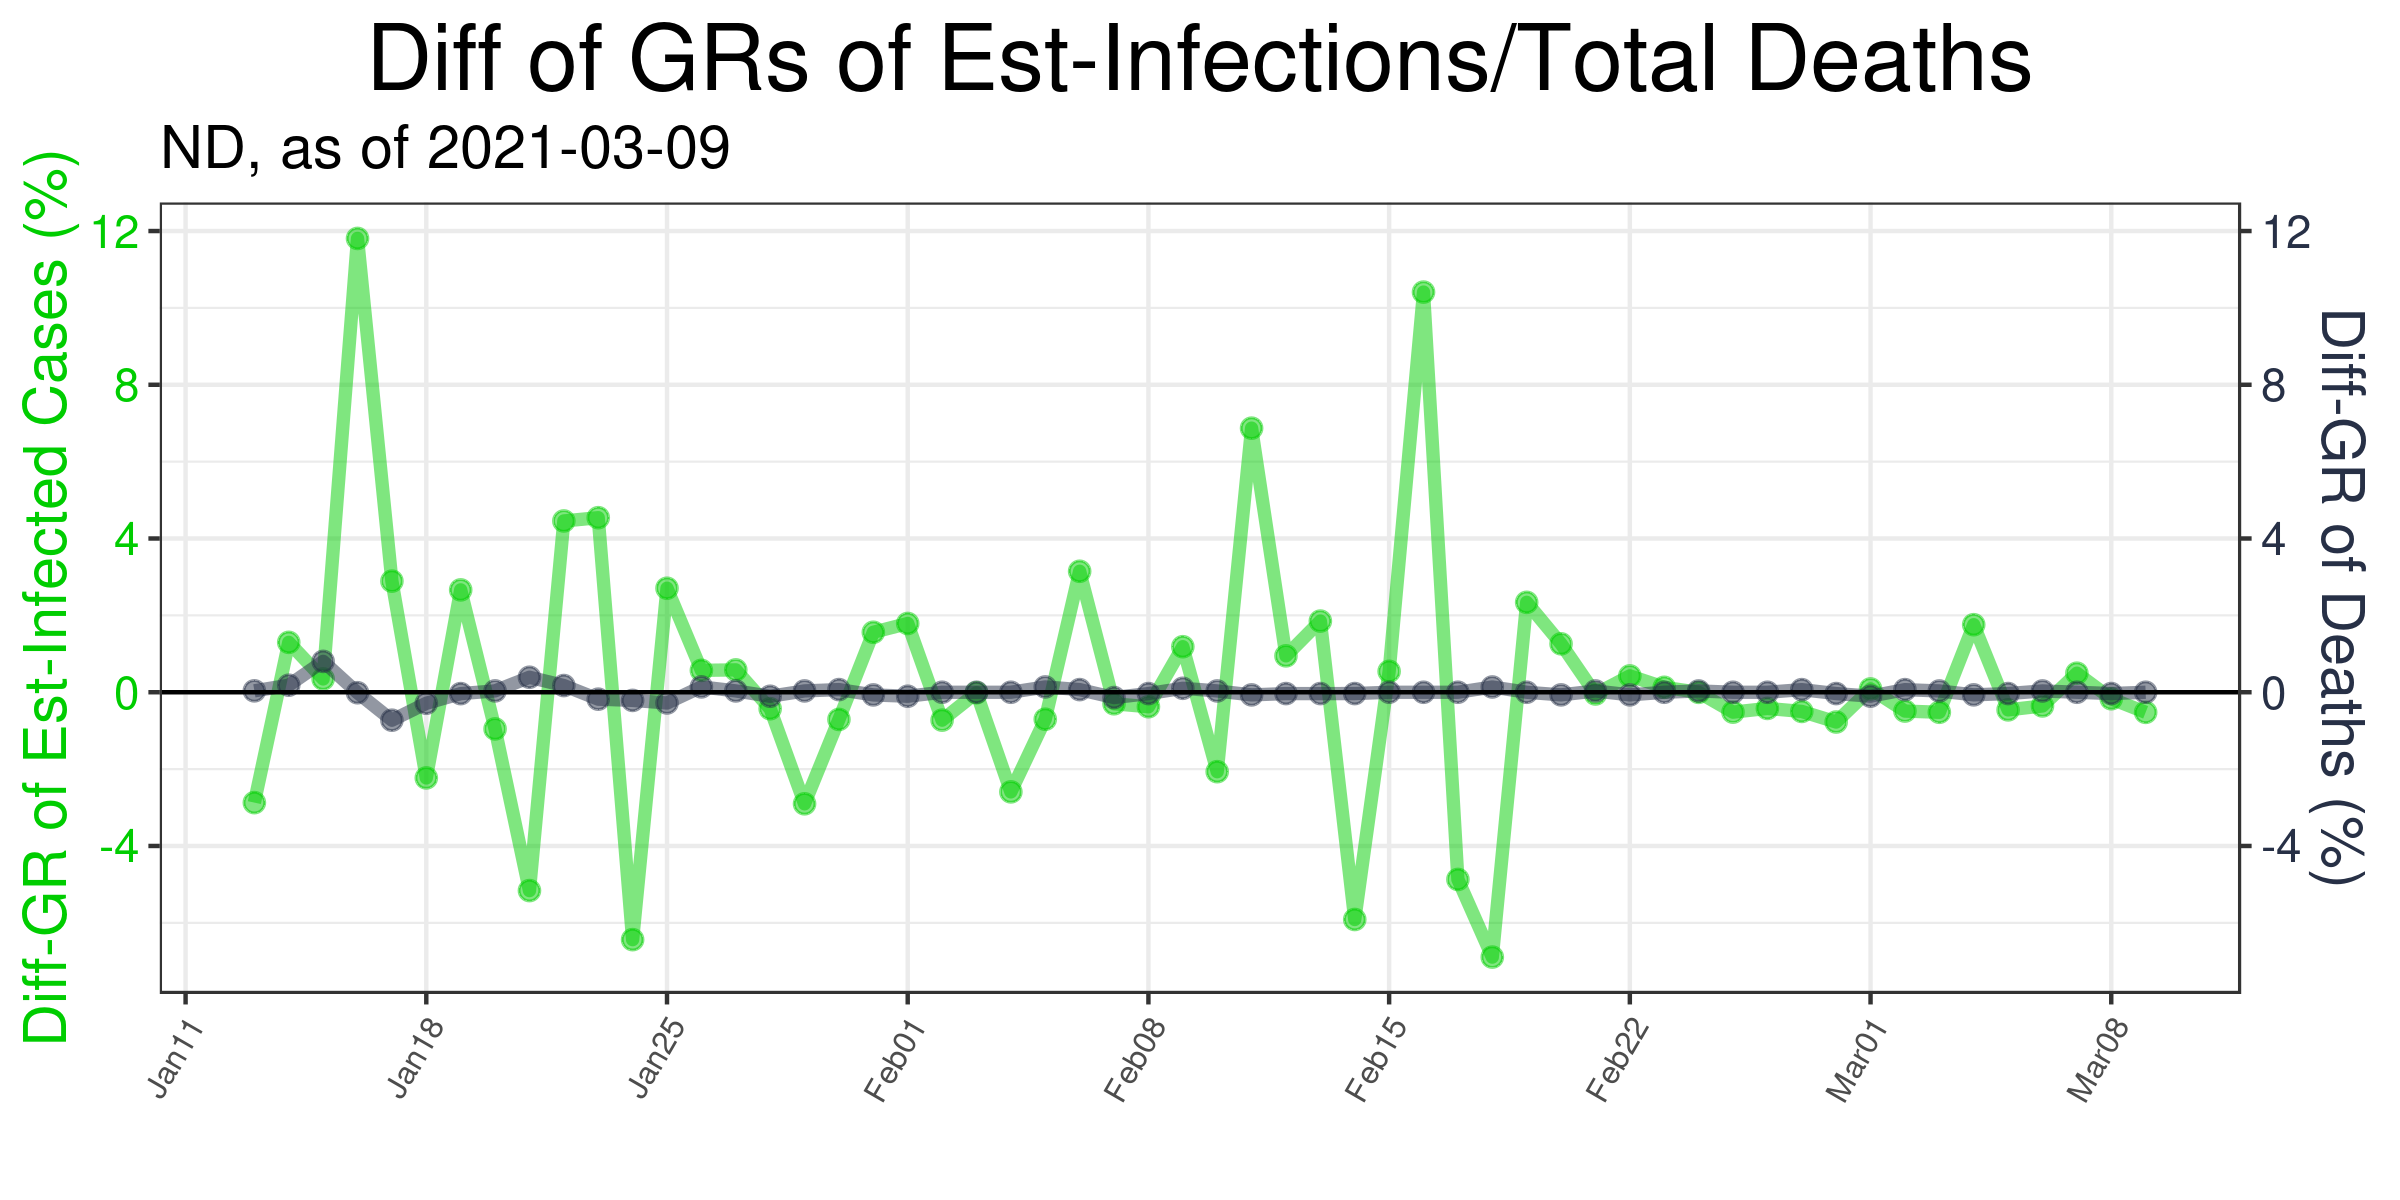 Diff of GRs of Est-Infections/Total Deaths
ND, as of 2021-03-09
Diff-GR of Est-Infected Cases (%)
12
8
4
0
-4
12
8
4
0
-4
Diff-GR of Deaths (%)
Jan11
Jan18
Jan25
Feb01
Feb08
Feb15
Feb22
Mar01
Mar08